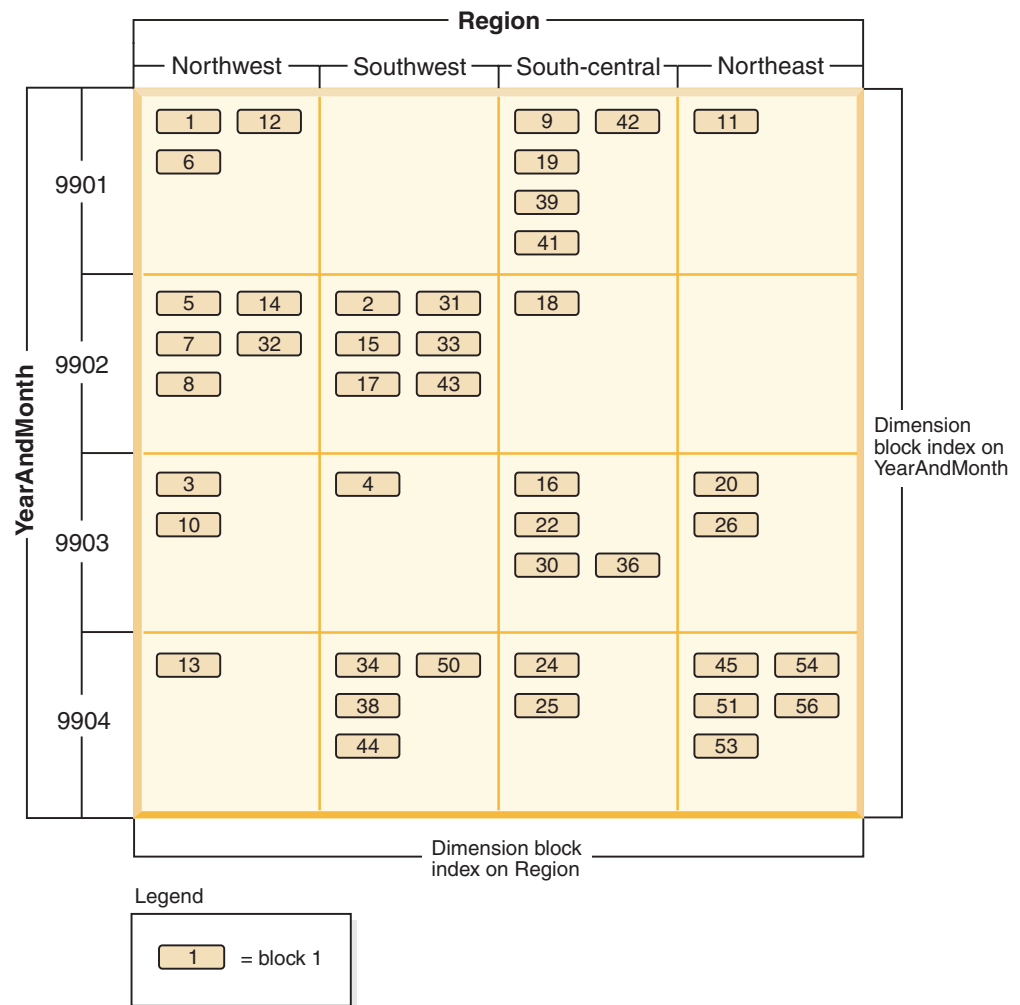 Region
Northwest Southwest South-central Northeast
YearAndMonth
9901
1 12 9 42 11
6 19
39
41
9902
5 14 2 31 18
7 32 15 33
8 17 43
9903
3 4 16 20
10 22 26
30 36
9904
13 34 50 24 45 54
38 25 51 56
44 53
Dimension
block index on
YearAndMonth
Dimension block
index on Region
Legend
1 = block 1